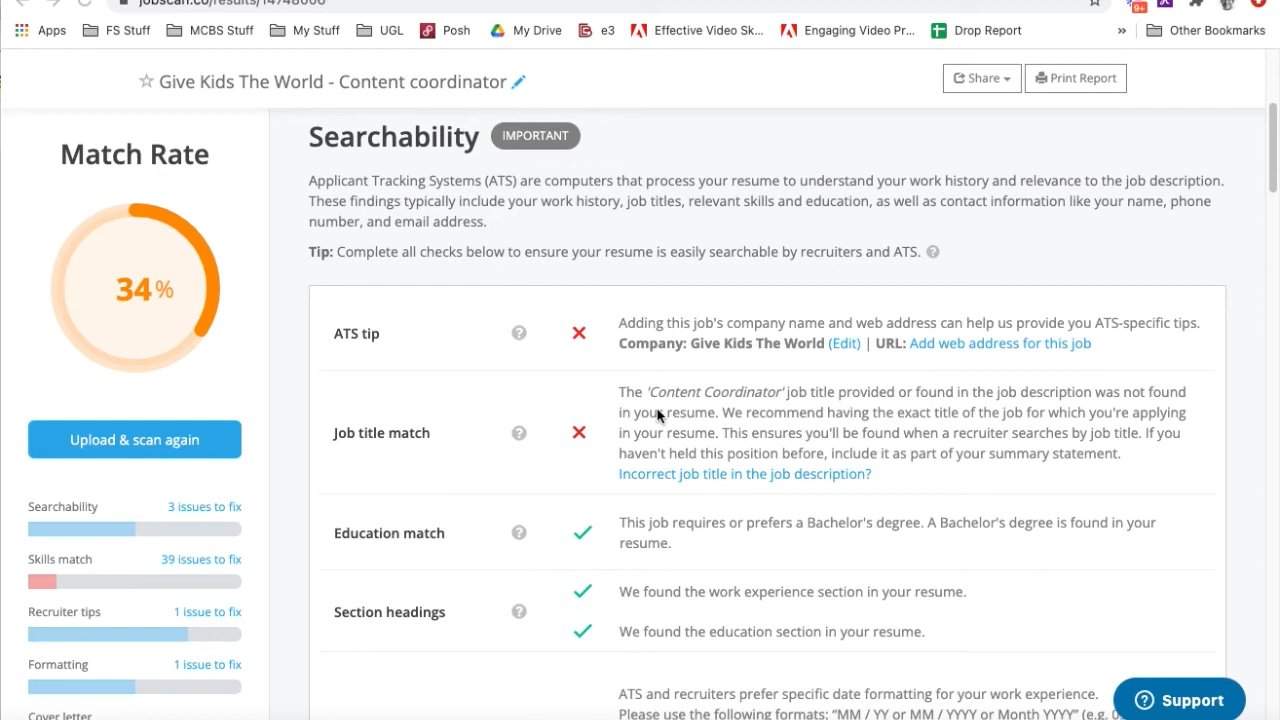 jobscan.co/results/14748006
9+
Apps FS Stuff MCBS Stuff My Stuff UGL Posh My Drive e3 Effective Video Sk... Engaging Video Pr... Drop Report » Other Bookmarks
Give Kids The World - Content coordinator
Share Print Report
Match Rate
34%
Upload & scan again
Searchability 3 issues to fix
Skills match 39 issues to fix
Recruiter tips 1 issue to fix
Formatting 1 issue to fix
Cover letter
Searchability IMPORTANT
Applicant Tracking Systems (ATS) are computers that process your resume to understand your work history and relevance to the job description.
These findings typically include your work history, job titles, relevant skills and education, as well as contact information like your name, phone
number, and email address.
Tip: Complete all checks below to ensure your resume is easily searchable by recruiters and ATS. ?
ATS tip ?
Adding this job's company name and web address can help us provide you ATS-specific tips.
Company: Give Kids The World (Edit) | URL: Add web address for this job
Job title match ?
The 'Content Coordinator' job title provided or found in the job description was not found
in your resume. We recommend having the exact title of the job for which you're applying
in your resume. This ensures you'll be found when a recruiter searches by job title. If you
haven't held this position before, include it as part of your summary statement.
Incorrect job title in the job description?
Education match ?
This job requires or prefers a Bachelor's degree. A Bachelor's degree is found in your
resume.
Section headings ?
We found the work experience section in your resume.
We found the education section in your resume.
ATS and recruiters prefer specific date formatting for your work experience.
Please use the following formats: "MM / YY or MM / YYYY or Month YYYY" (e.g.
Support